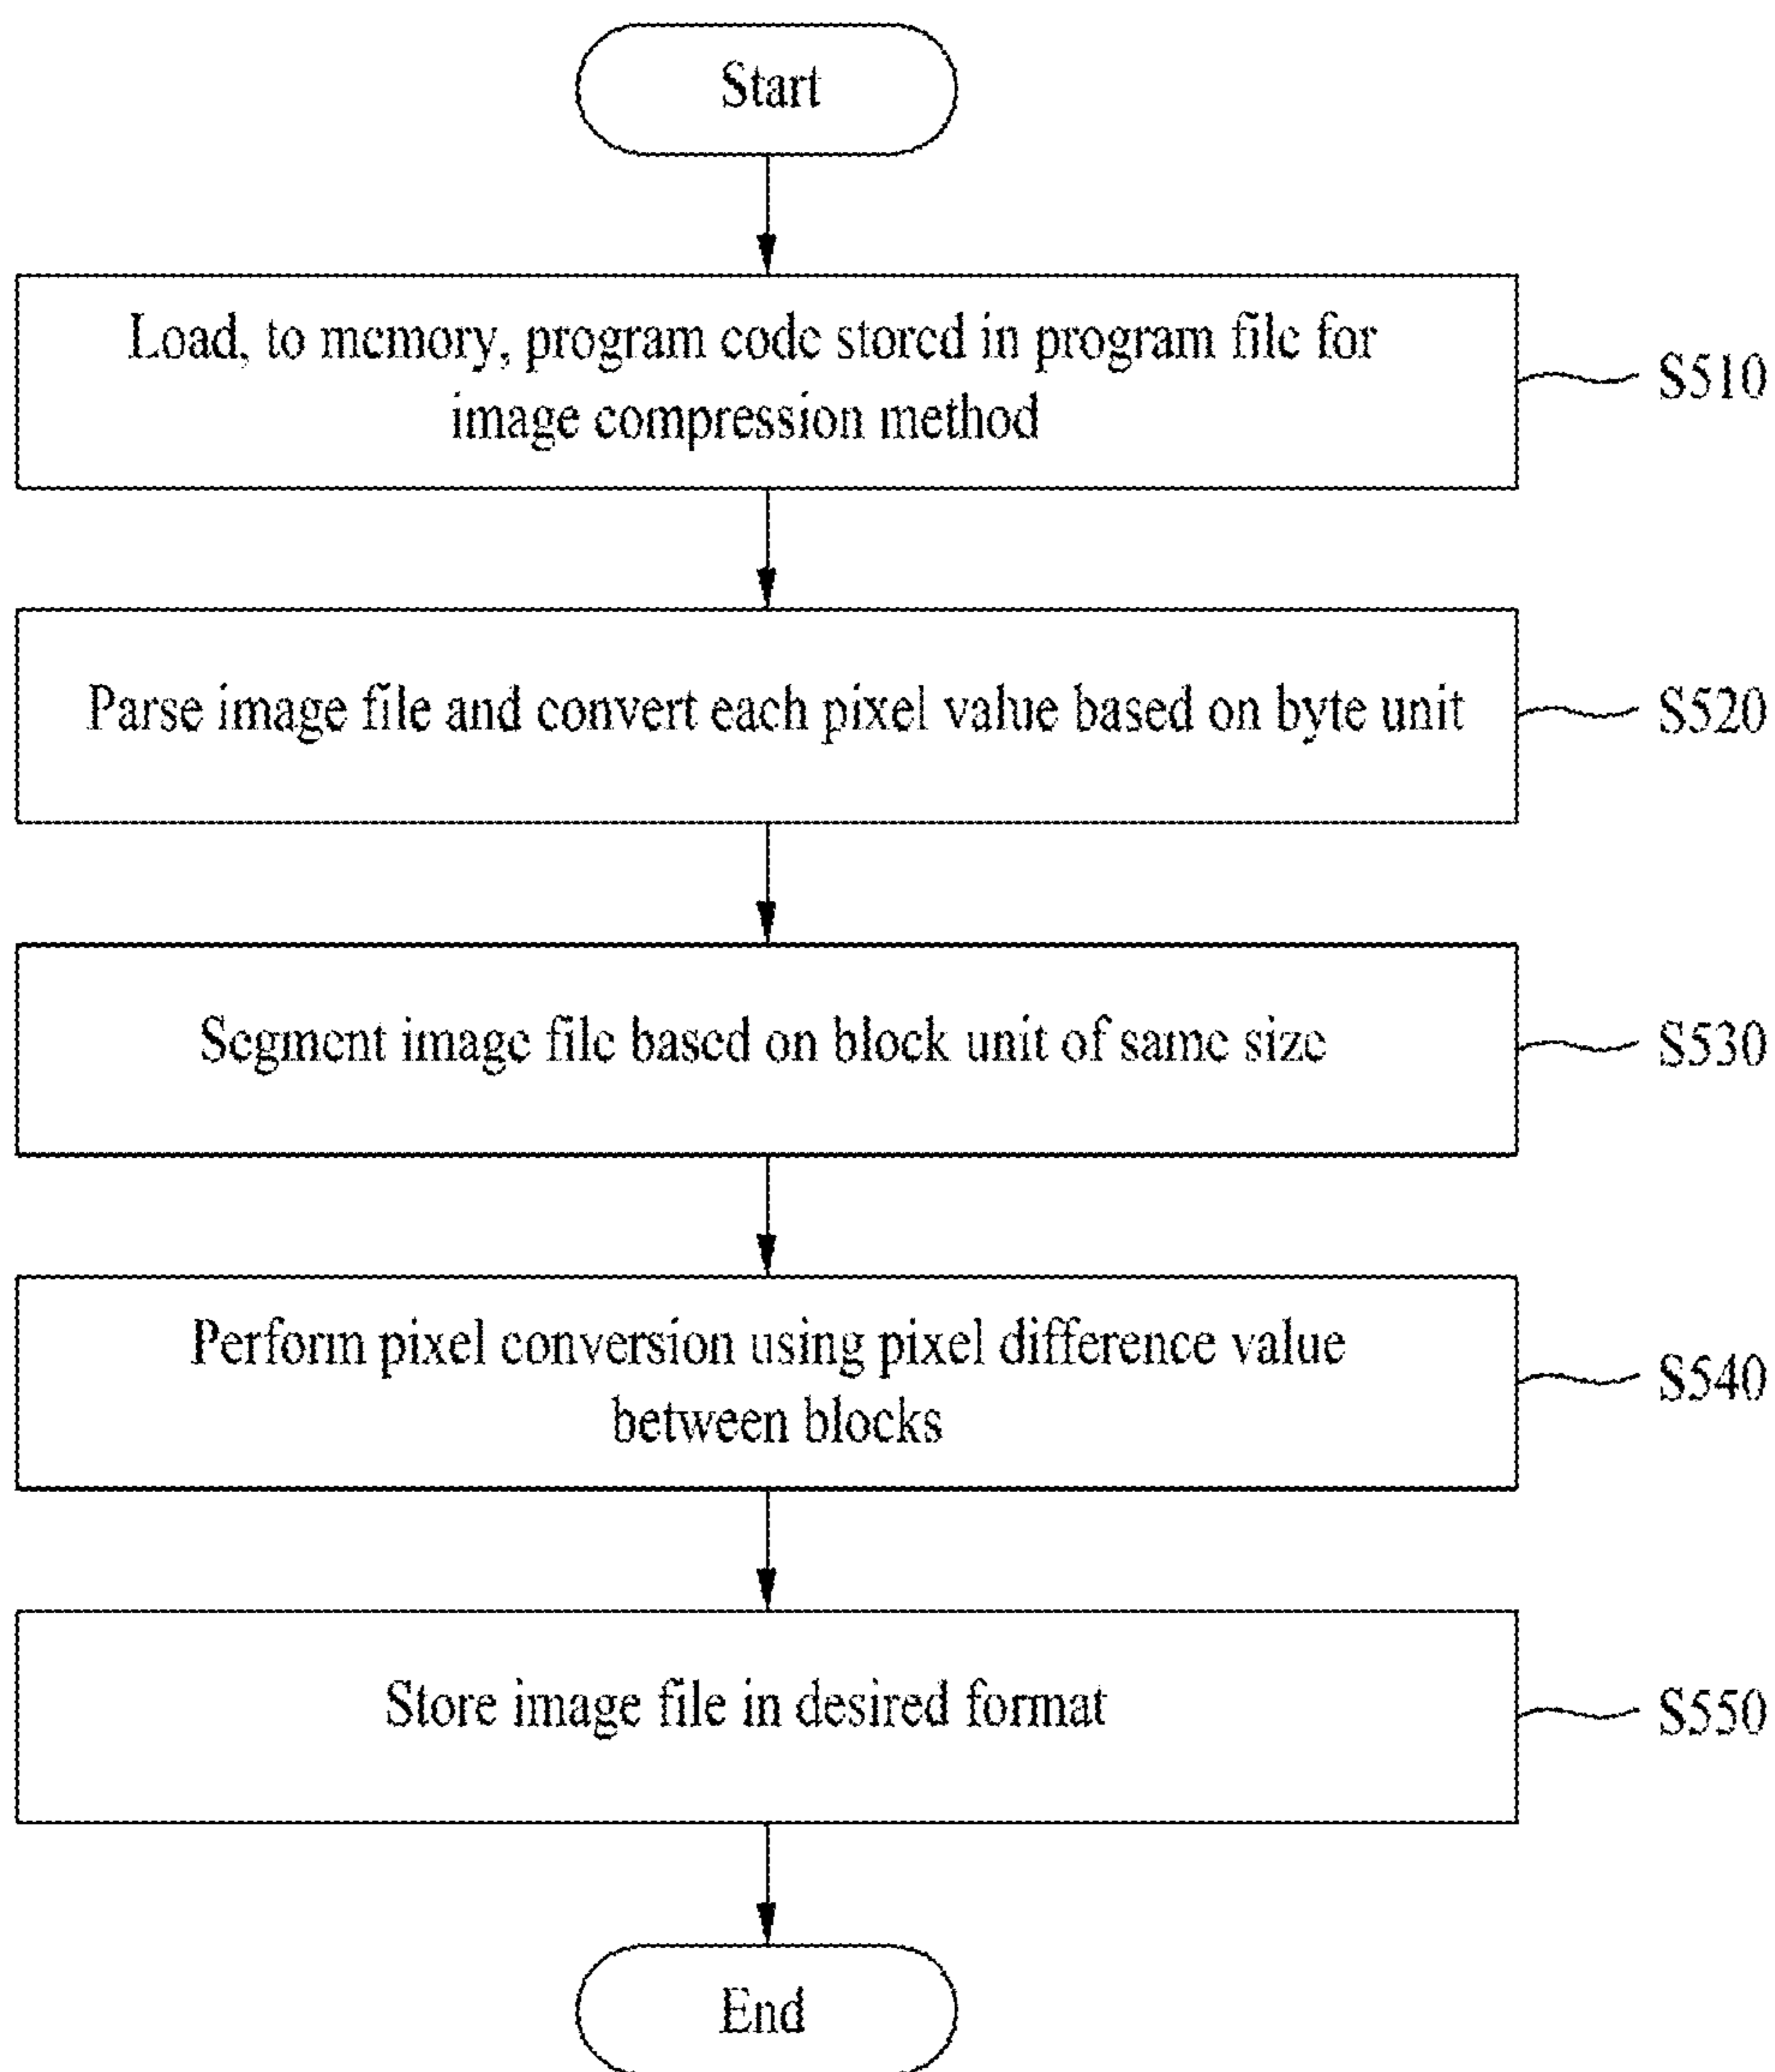 Start
Load, to memory, program code stored in program file for
image compression method
S510
Parse image file and convert each pixel value based on byte unit
S520
Segment image file based on block unit of same size
S530
Perform pixel conversion using pixel difference value
between blocks
S540
Store image file in desired format
S550
End